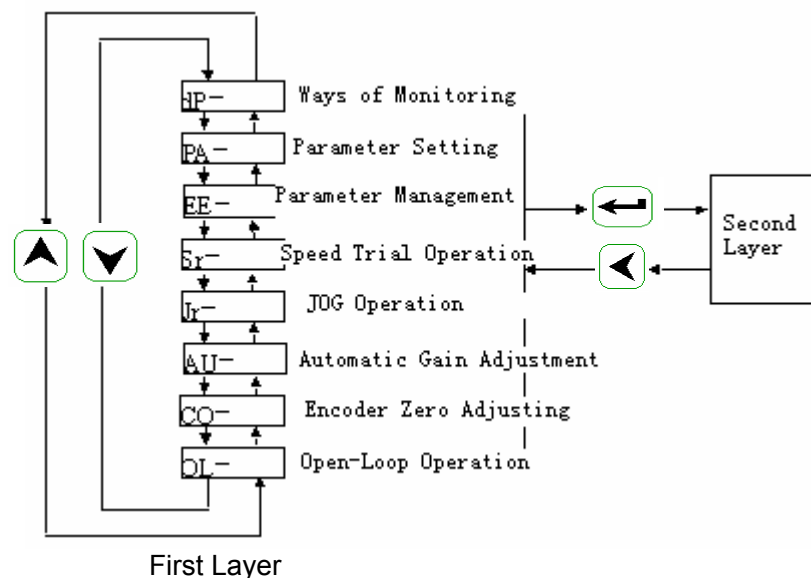 dP- Ways of Monitoring
PA- Parameter Setting
EE- Parameter Management
Sr- Speed Trial Operation
Jr- JOG Operation
AU- Automatic Gain Adjustment
CO- Encoder Zero Adjusting
OL- Open-Loop Operation
Second
Layer
First Layer